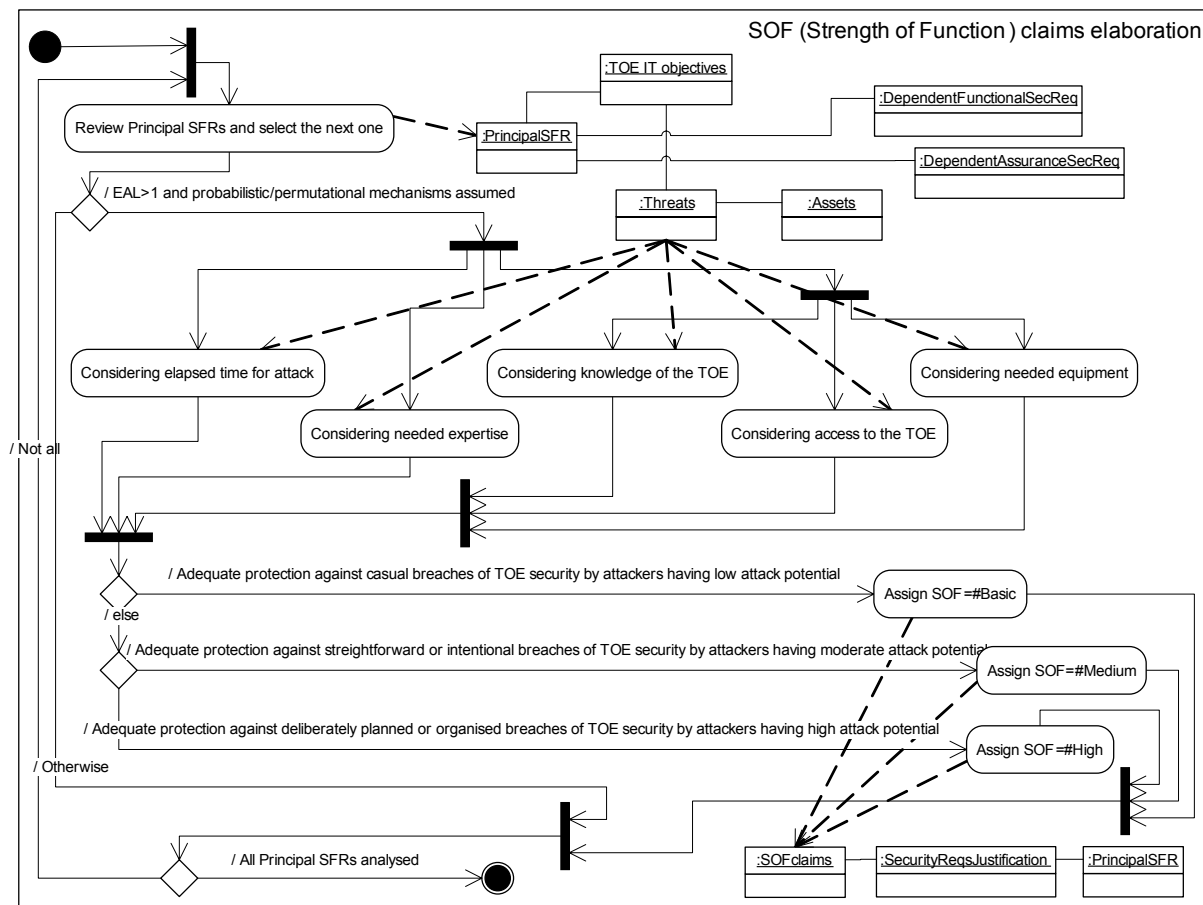 SOF (Strength of Function ) claims elaboration
:TOE IT objectives
:DependentFunctionalSecReq
Review Principal SFRs and select the next one
:PrincipalSFR
:DependentAssuranceSecReq
/ EAL>1 and probabilistic/permutational mechanisms assumed
:Threats
:Assets
Considering elapsed time for attack
Considering knowledge of the TOE
Considering needed equipment
Considering needed expertise
Considering access to the TOE
/ Not all
/ Adequate protection against casual breaches of TOE security by attackers having low attack potential
Assign SOF=#Basic
/ else
/ Adequate protection against streightforward or intentional breaches of TOE security by attackers having moderate attack potential
Assign SOF=#Medium
/ Adequate protection against deliberately planned or organised breaches of TOE security by attackers having high attack potential
Assign SOF=#High
/ Otherwise
/ All Principal SFRs analysed
:SOFclaims
:SecurityReqsJustification
:PrincipalSFR